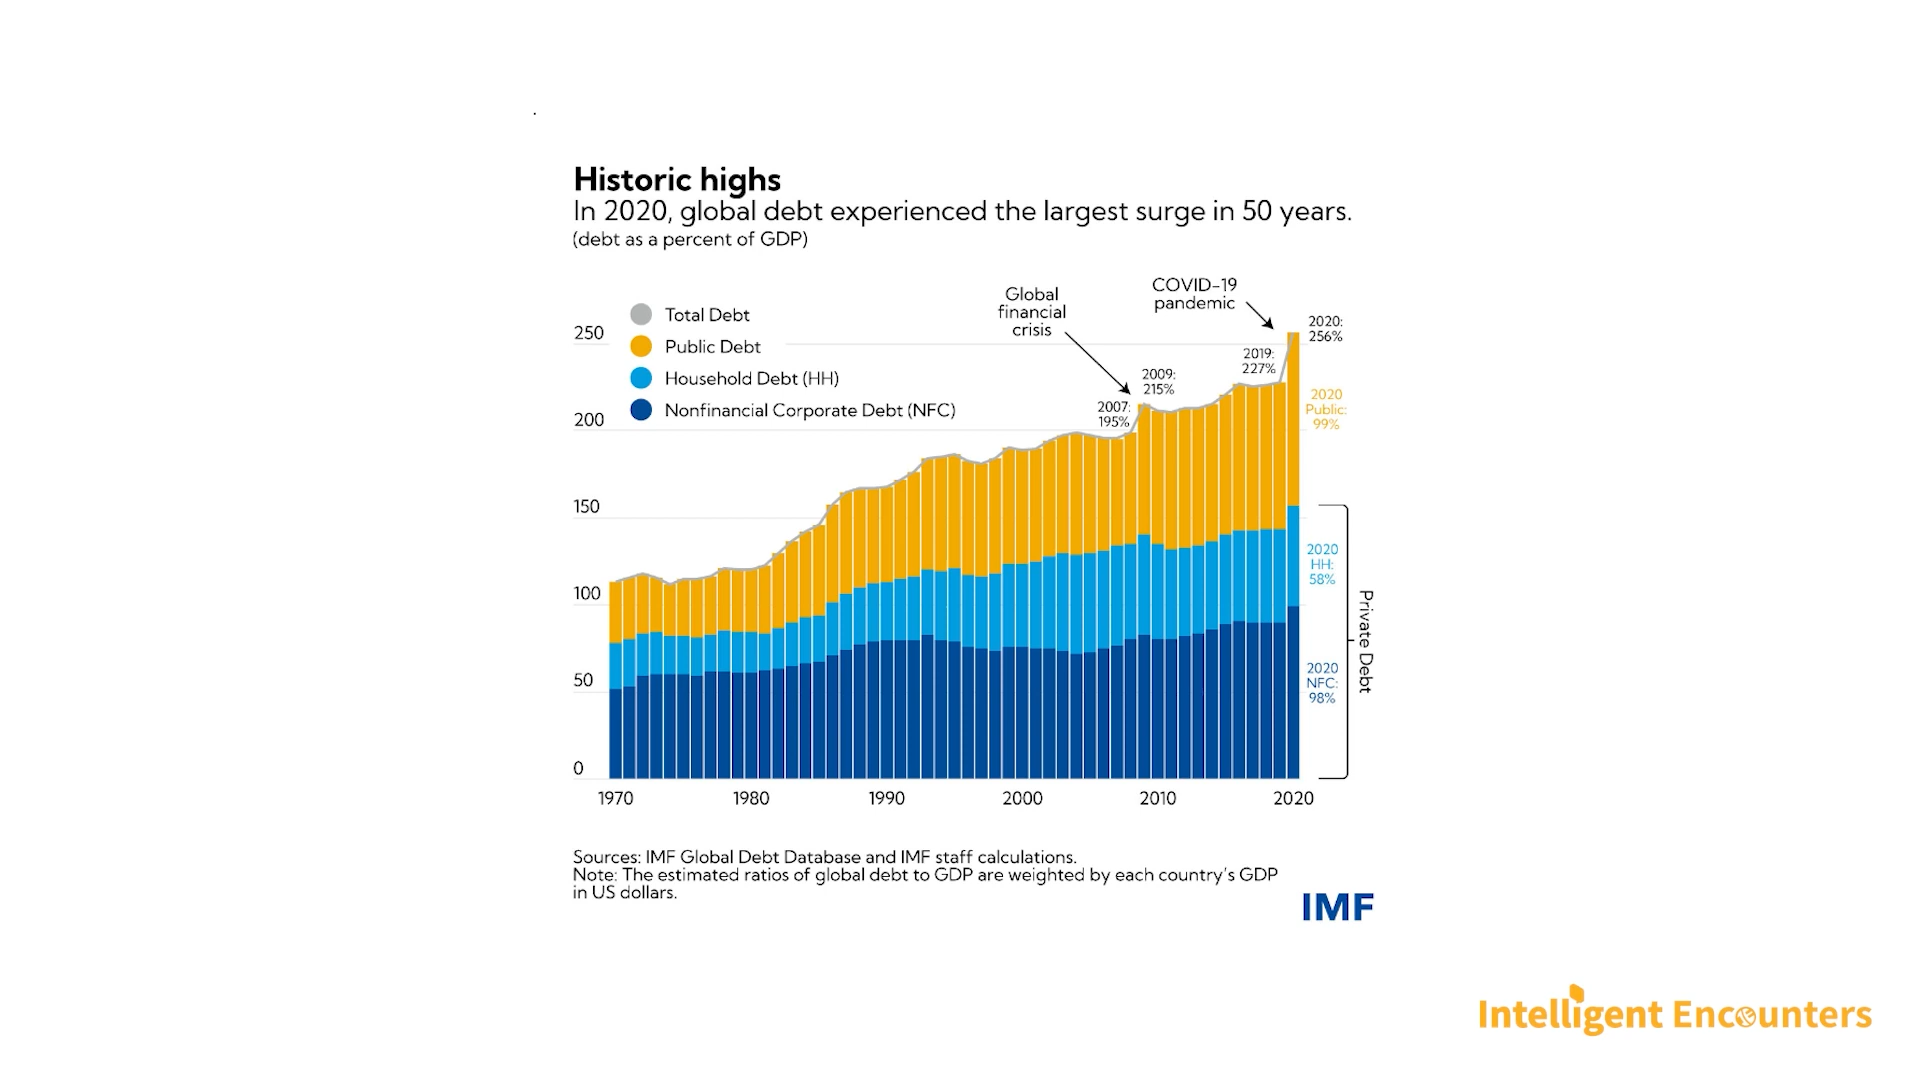 Historic highs
In 2020, global debt experienced the largest surge in 50 years.
(debt as a percent of GDP)
Global
financial
crisis
COVID-19
pandemic
Total Debt
Public Debt
Household Debt (HH)
Nonfinancial Corporate Debt (NFC)
250
200
150
100
50
0
2007:
195%
2009:
215%
2019:
227%
2020:
256%
2020
Public:
99%
2020
HH:
58%
2020
NFC:
98%
Private Debt
1970
1980
1990
2000
2010
2020
Sources: IMF Global Debt Database and IMF staff calculations.
Note: The estimated ratios of global debt to GDP are weighted by each country's GDP
in US dollars.
IMF
Intelligent Encounters